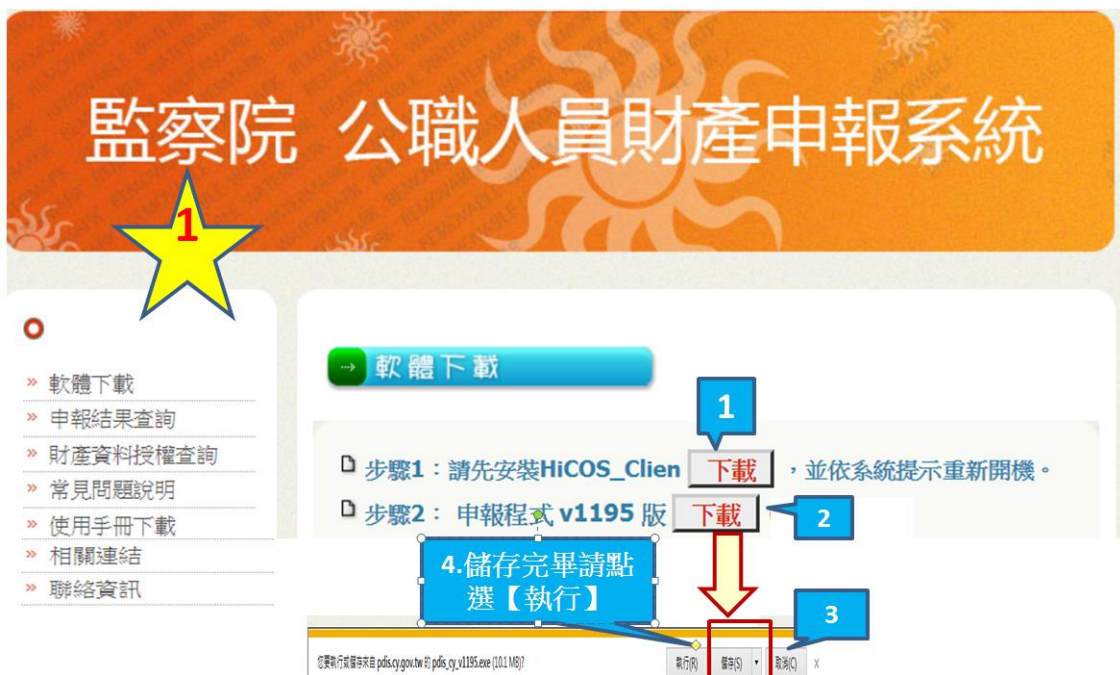 監察院 公職人員財產申報系統
1
軟體下載
申報結果查詢
財產資料授權查詢
常見問題說明
使用手冊下載
相關連結
聯絡資訊
軟體下載
1
步驟1：請先安裝HiCOS_Clien 下載 ，並依系統提示重新開機。
步驟2： 申報程式 v1195 版 下載
2
4.儲存完畢請點
選【執行】
3
您要執行或儲存來自 pdis.cy.gov.tw 的 pdis_cy_v1195.exe (10.1 MB)?
執行(R) 儲存(S) 取消(C) x